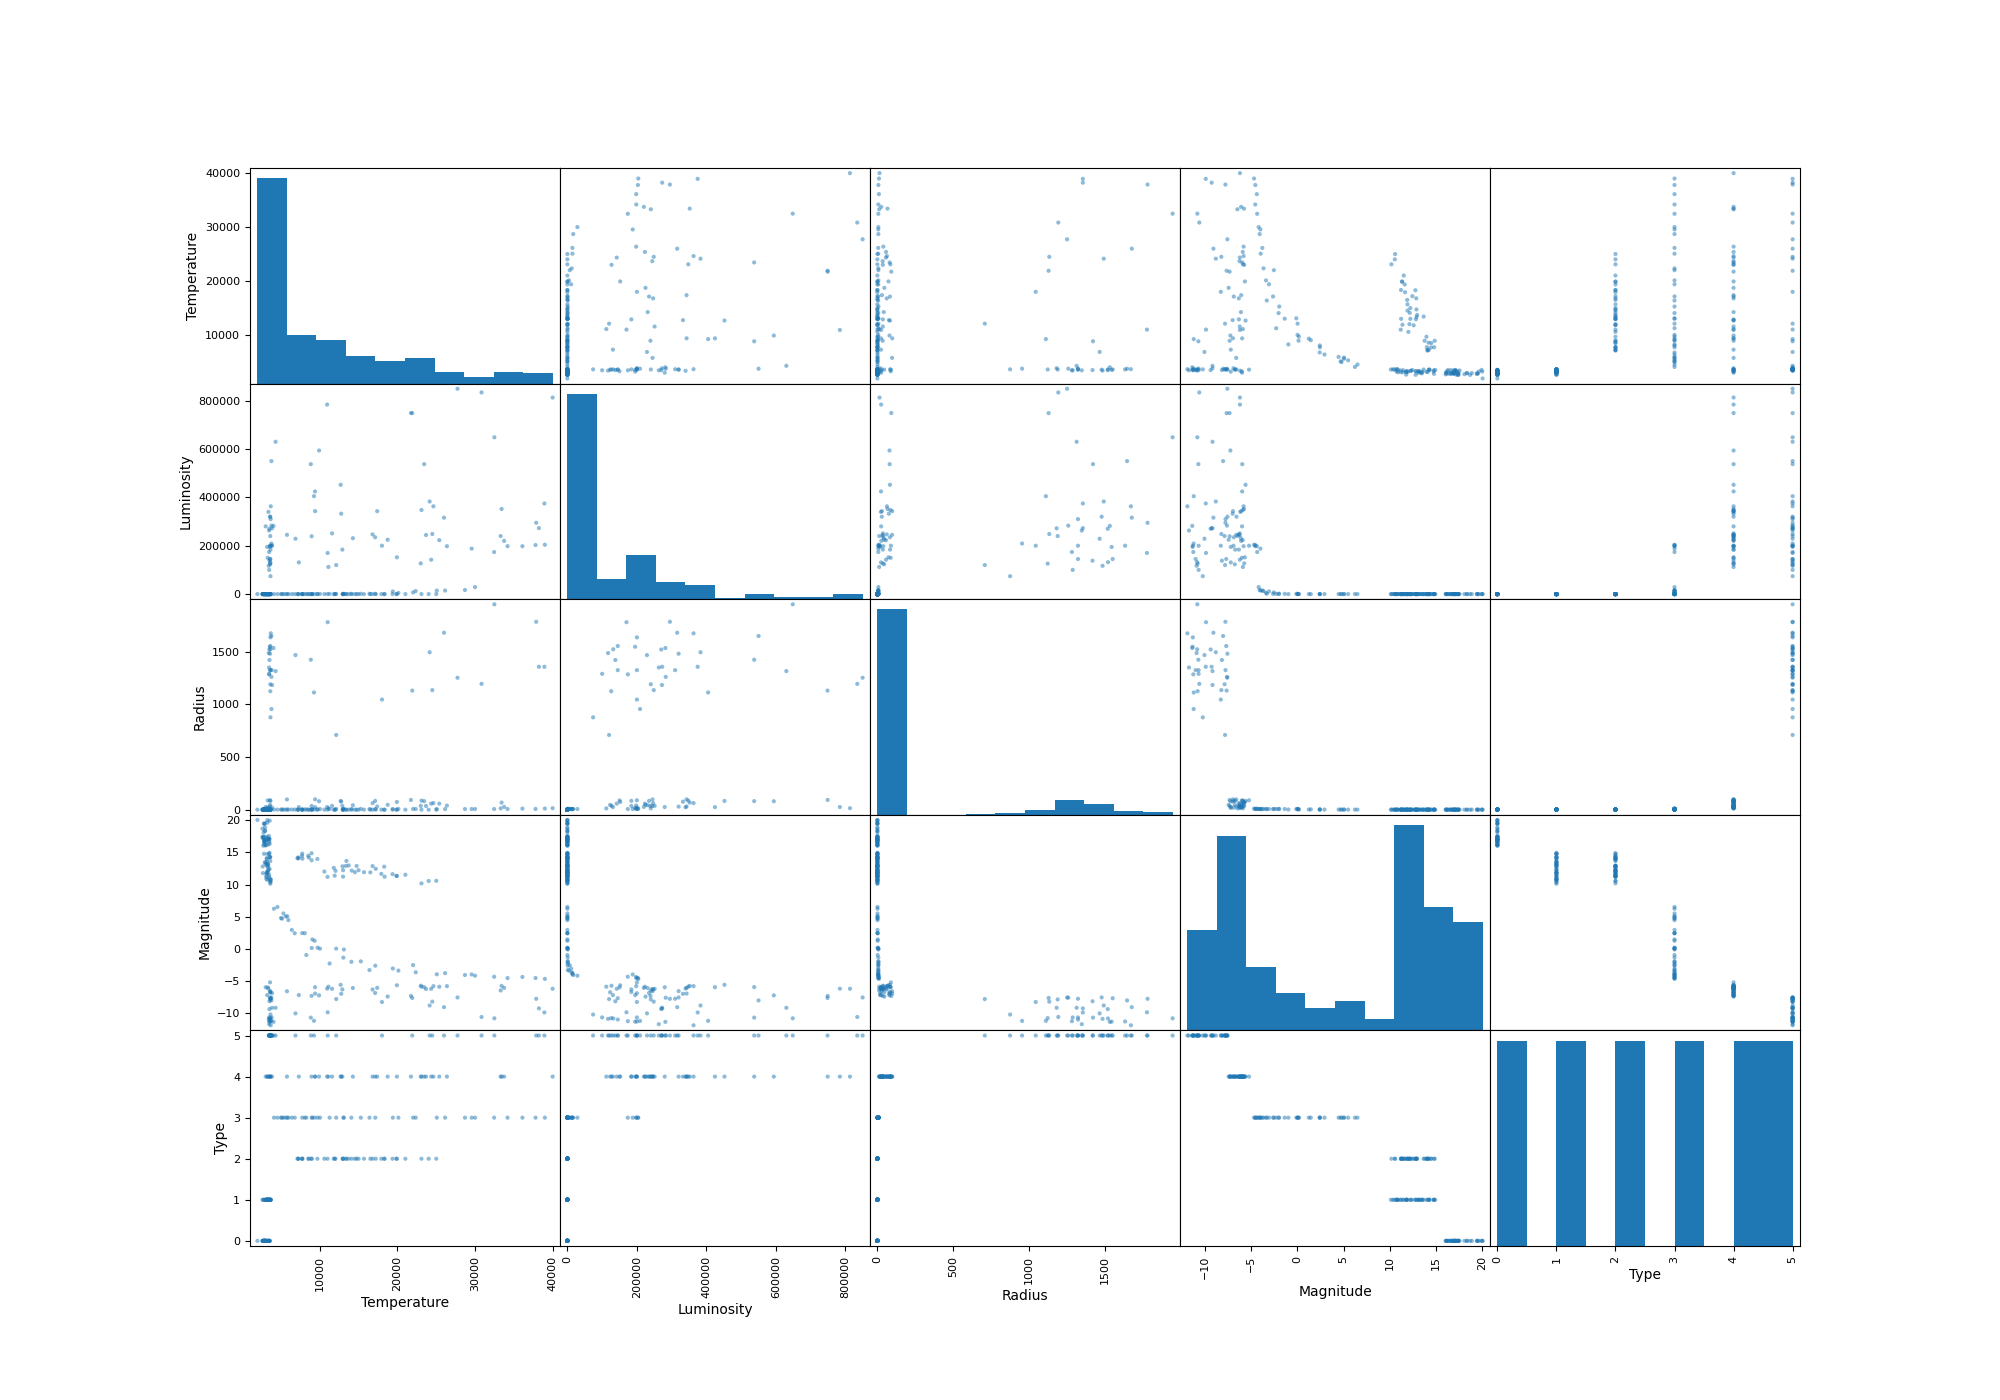 40000
30000
20000
10000
Temperature
800000
600000
400000
200000
0
Luminosity
1500
1000
500
0
Radius
20
15
10
5
0
−5
−10
Magnitude
5
4
3
2
1
0
Type
10000 20000 30000 40000
Temperature
0 200000 400000 600000 800000
Luminosity
0 500 1000 1500
Radius
−10 −5 0 5 10 15 20
Magnitude
0 1 2 3 4 5
Type